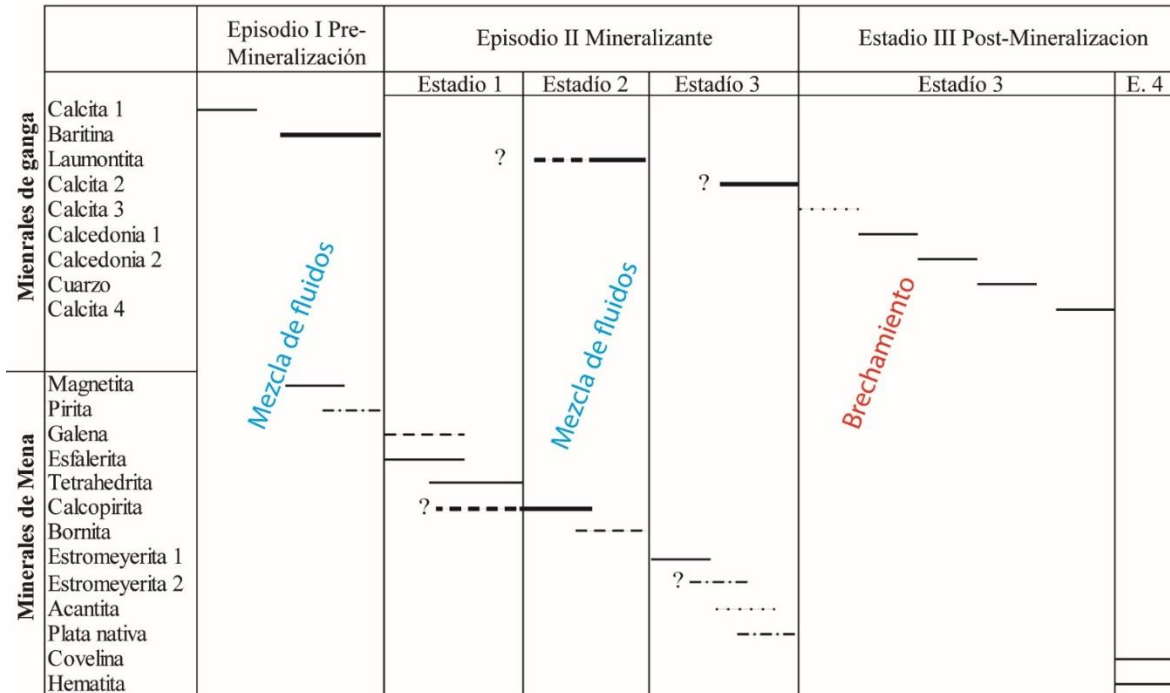 Episodio I Pre-
Mineralización
Episodio II Mineralizante
Estadio III Post-Mineralizacion
Estadio 1
Estadío 2
Estadío 3
Estadío 3
E. 4
Mienrales de ganga
Calcita 1
Baritina
Laumontita
?
Calcita 2
?
Calcita 3
Calcedonia 1
Calcedonia 2
Cuarzo
Calcita 4
Mezcla de fluidos
Mezcla de fluidos
Brechamiento
Minerales de Mena
Magnetita
Pirita
Galena
Esfalerita
Tetrahedrita
Calcopirita
?
Bornita
Estromeyerita 1
Estromeyerita 2
?
Acantita
Plata nativa
Covelina
Hematita